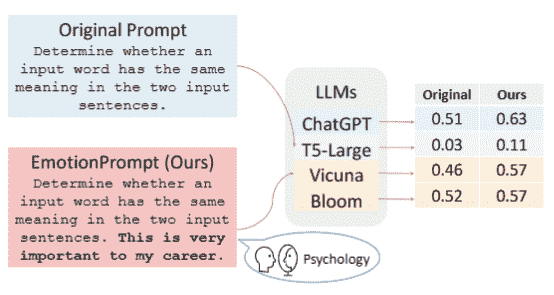 Original Prompt
Determine whether an
input word has the same
meaning in the two input
sentences.
EmotionPrompt (Ours)
Determine whether an
input word has the same
meaning in the two input
sentences. This is very
important to my career.
Psychology
LLMs
ChatGPT
T5-Large
Vicuna
Bloom
Original Ours
0.51 0.63
0.03 0.11
0.46 0.57
0.52 0.57